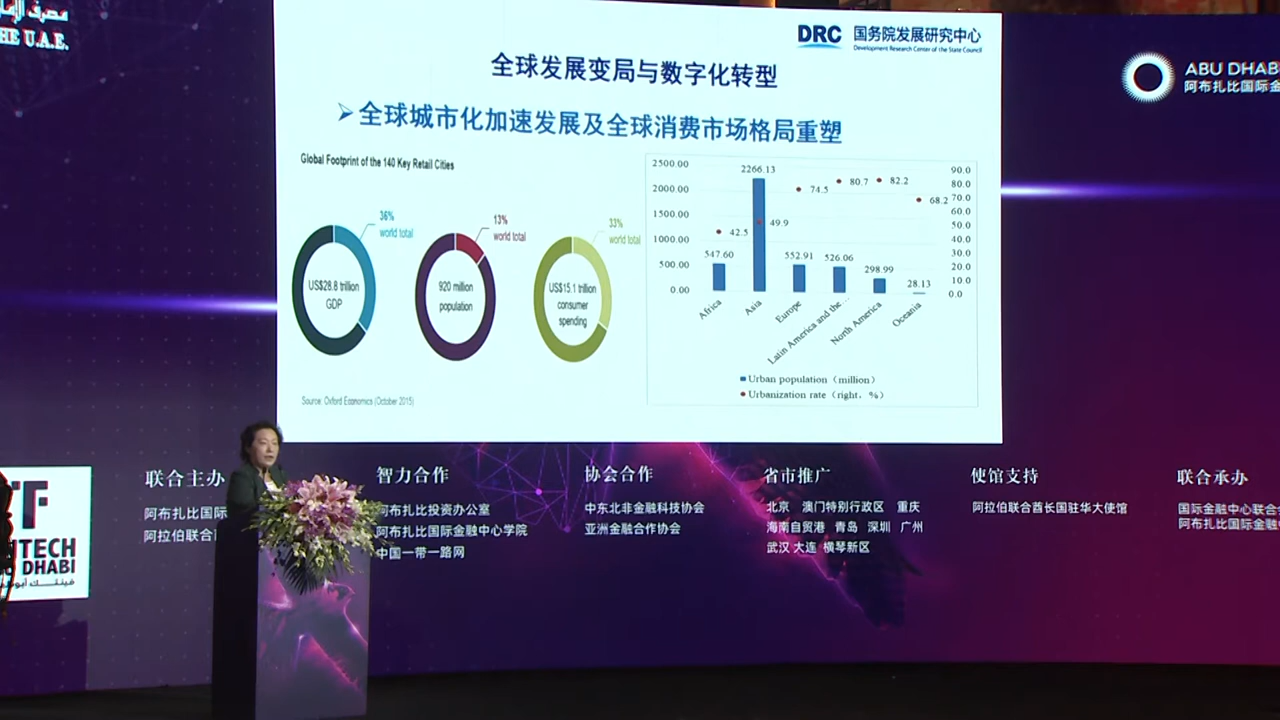 مصرف الإما
HE U.A.E.
DRC 国务院发展研究中心
Development Research Center of the State Council
ABU DHAB
阿布扎比国际金
全球发展变局与数字化转型
➢全球城市化加速发展及全球消费市场格局重塑
Global Footprint of the 140 Key Retail Cities
36%
world total
US$28.8 trillion
GDP
13%
world total
920 million
population
33%
world total
US$15.1 trillion
consumer
spending
Source: Oxford Economics (October 2015)
2500.00
2000.00
1500.00
1000.00
500.00
0.00
547.60
2266.13
552.91
526.06
298.99
28.13
42.5
49.9
74.5
80.7
82.2
68.2
90.0
80.0
70.0
60.0
50.0
40.0
30.0
20.0
10.0
0.0
Africa
Asia
Europe
Latin America and the...
North America
Oceania
Urban population（million）
Urbanization rate（right，%）
TF
NTECH
U DHABI
联合主办
阿布扎比国际
阿拉伯联合
智力合作
阿布扎比投资办公室
阿布扎比国际金融中心学院
中国一带一路网
协会合作
中东北非金融科技协会
亚洲金融合作协会
省市推广
北京 澳门特别行政区 重庆
海南自贸港 青岛 深圳 广州
武汉 大连 横琴新区
使馆支持
阿拉伯联合酋长国驻华大使馆
联合承办
国际金融中心联合
阿布扎比国际金融